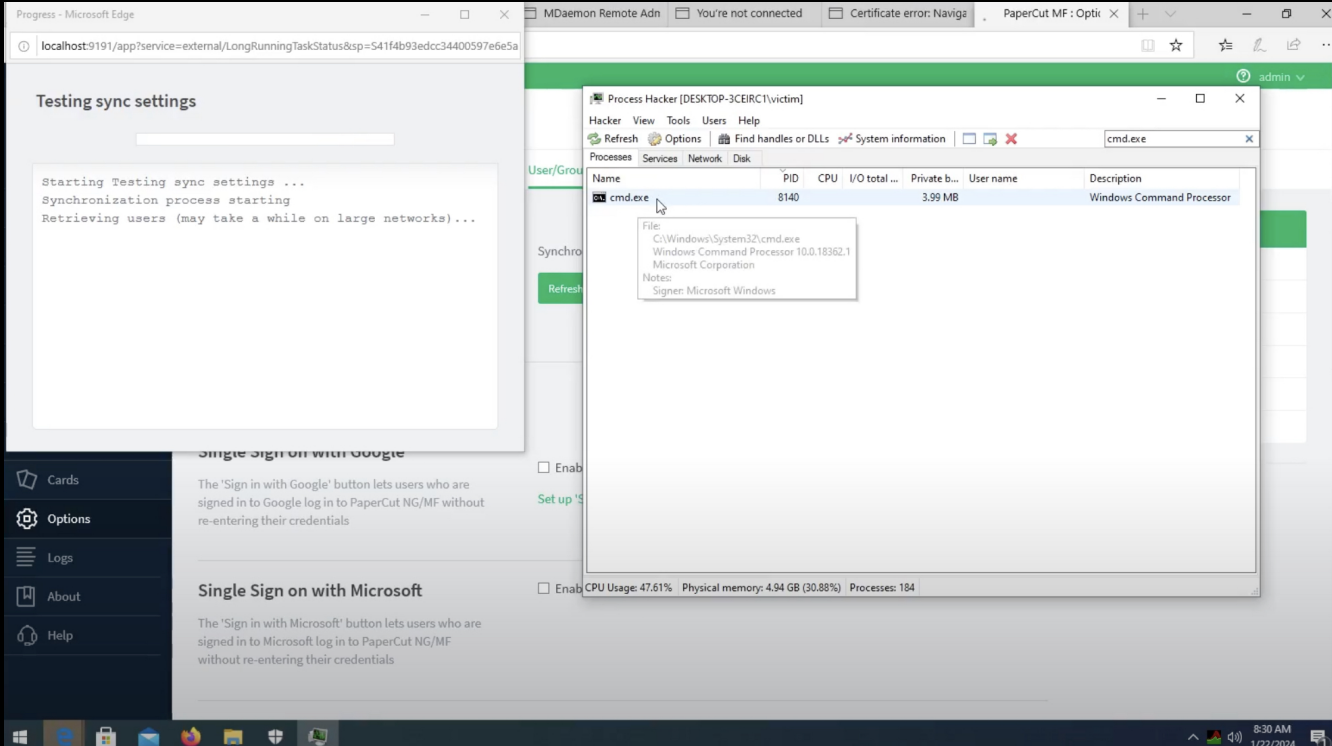 Progress - Microsoft Edge
localhost:9191/app?service=external/LongRunningTaskStatus&sp=S41f4b93edcc34400597e6e5a
Testing sync settings
Starting Testing sync settings ...
Synchronization process starting
Retrieving users (may take a while on large networks)...
MDaemon Remote Adn
You're not connected
Certificate error: Naviga
PaperCut MF : Optic
admin
User/Grou
Synchro
Refresh
Process Hacker [DESKTOP-3CEIRC1\victim]
Hacker View Tools Users Help
Refresh Options Find handles or DLLs System information cmd.exe
Processes Services Network Disk
Name PID CPU I/O total ... Private b... User name Description
cmd.exe 8140 3.99 MB Windows Command Processor
File:
C:\Windows\System32\cmd.exe
Windows Command Processor 10.0.18362.1
Microsoft Corporation
Notes:
Signer: Microsoft Windows
CPU Usage: 47.61% Physical memory: 4.94 GB (30.88%) Processes: 184
Cards
Options
Logs
About
Help
Single Sign on with Google
The 'Sign in with Google' button lets users who are
signed in to Google log in to PaperCut NG/MF without
re-entering their credentials
Enab
Set up 'S
Single Sign on with Microsoft
The 'Sign in with Microsoft' button lets users who are
signed in to Microsoft log in to PaperCut NG/MF
without re-entering their credentials
Enab
8:30 AM
1/22/2024